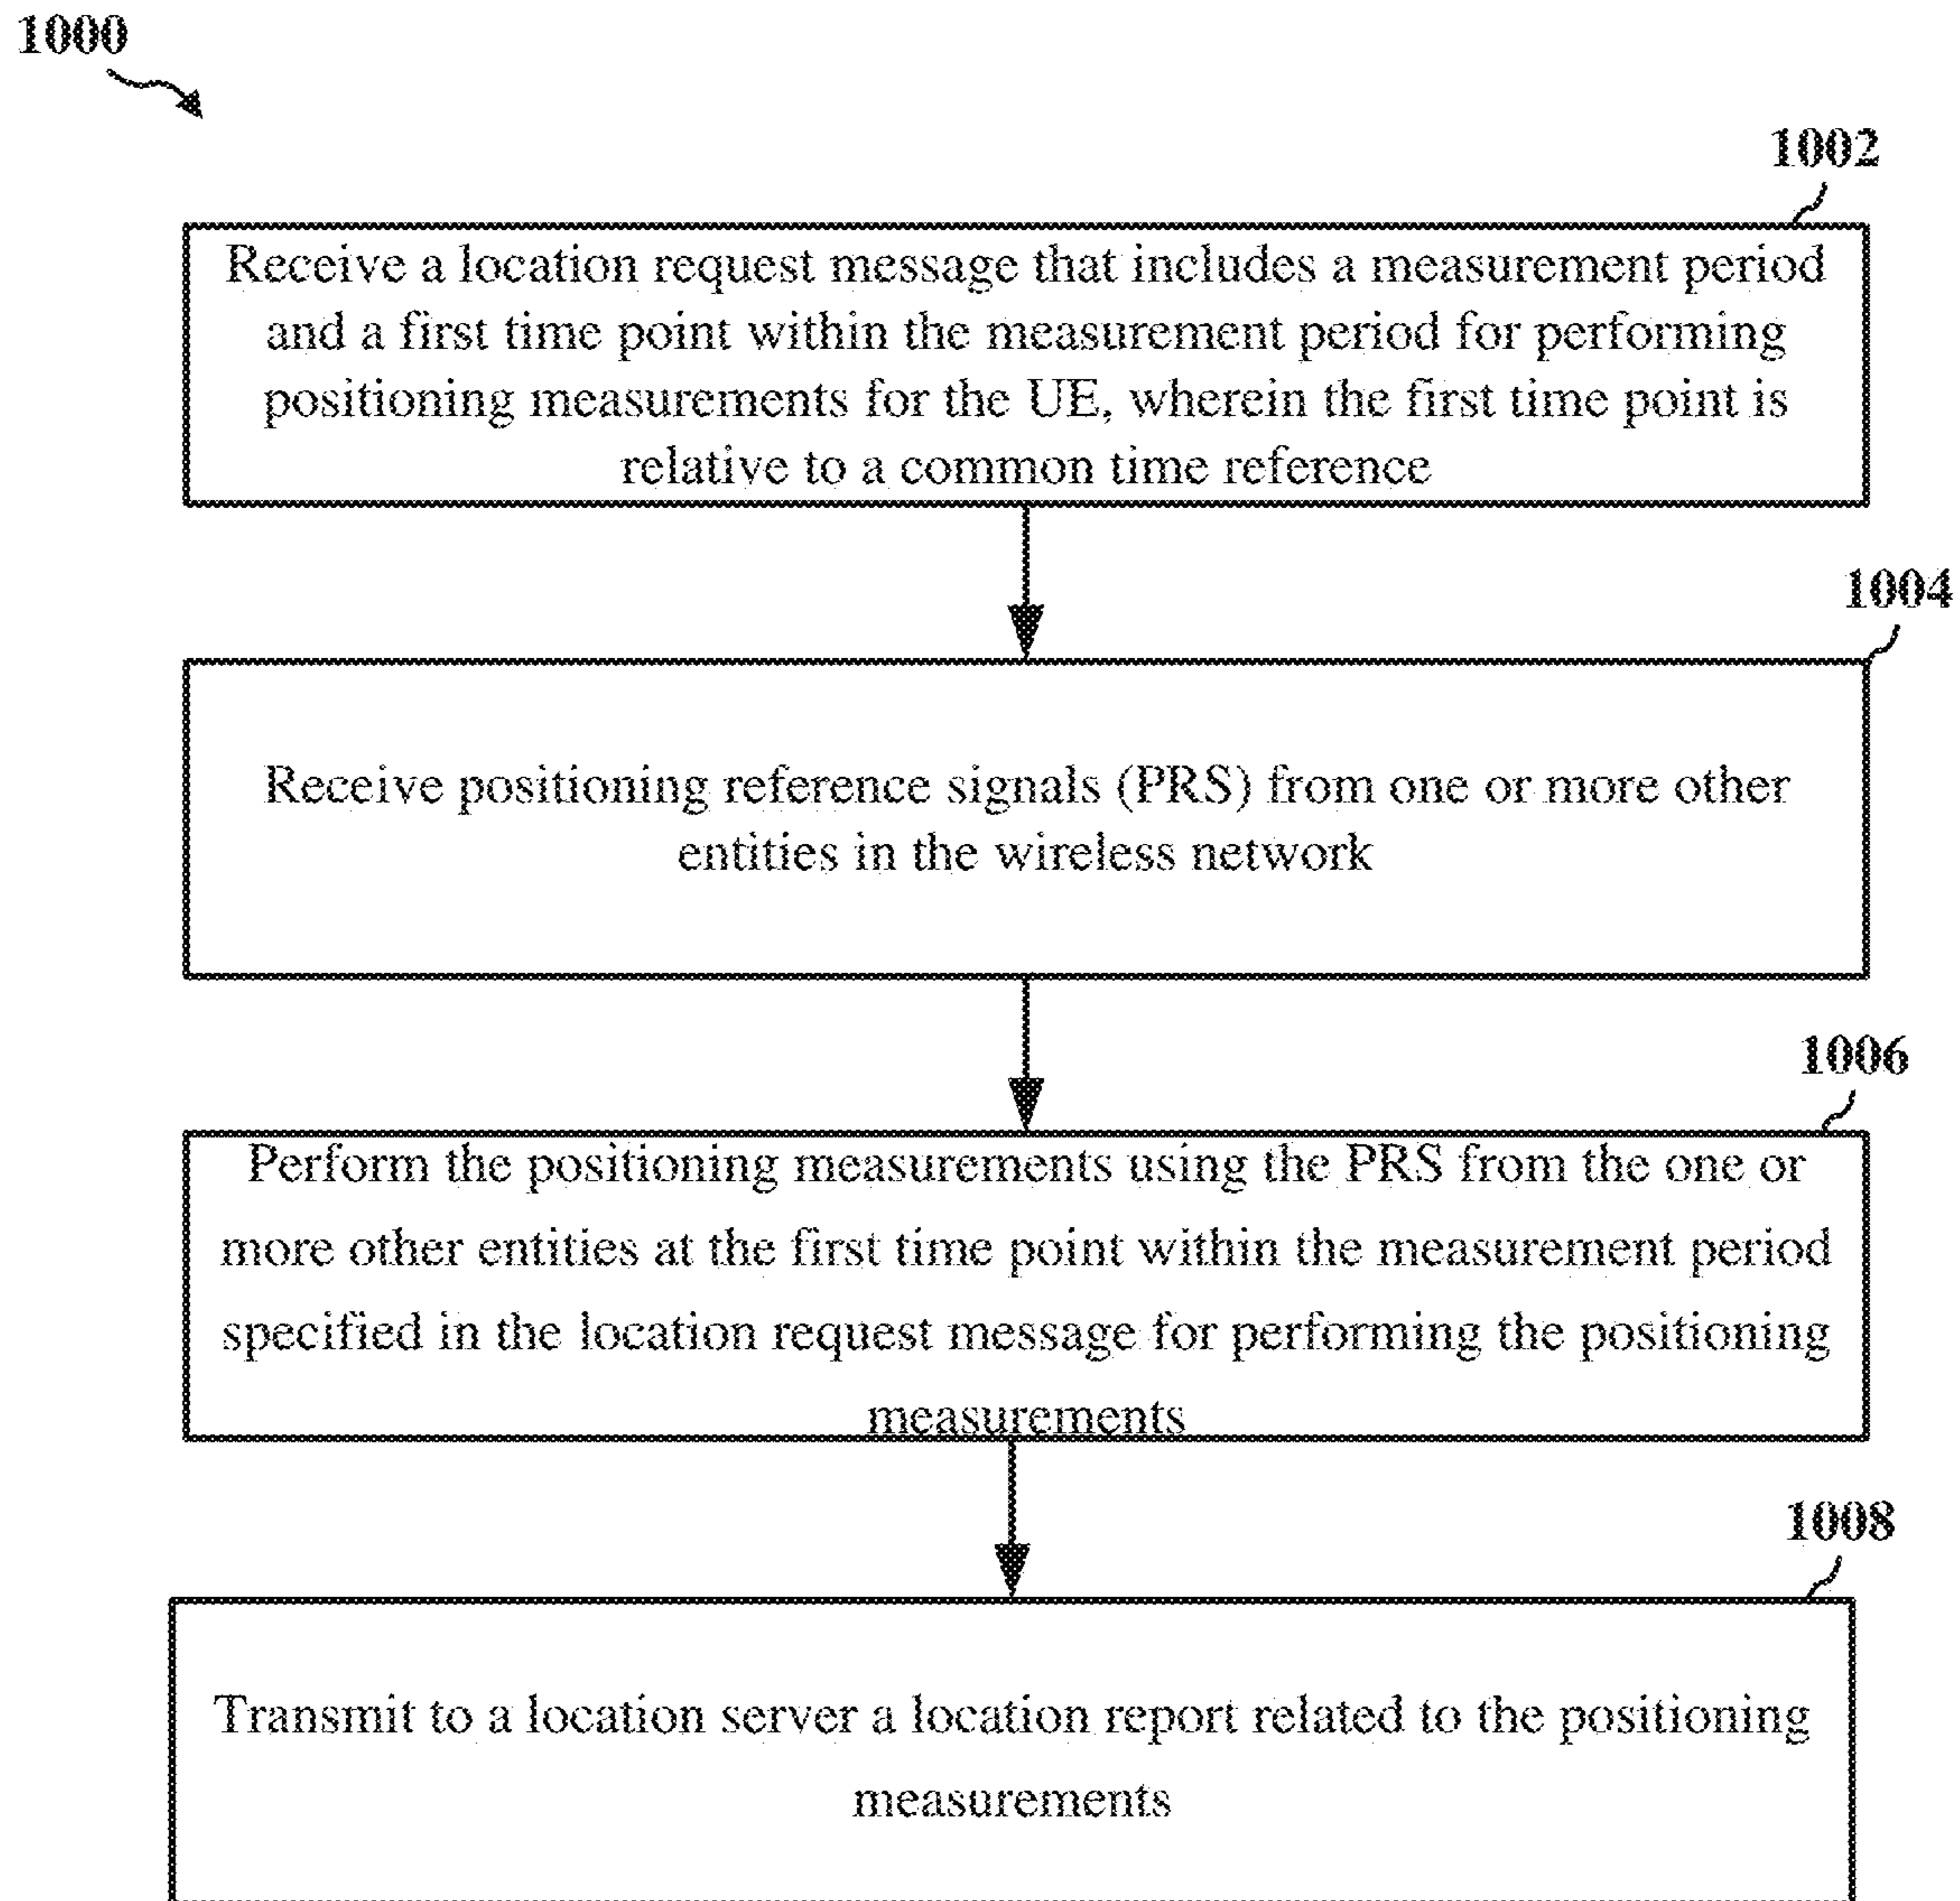 1000
1002
Receive a location request message that includes a measurement period
and a first time point within the measurement period for performing
positioning measurements for the UE, wherein the first time point is
relative to a common time reference
1004
Receive positioning reference signals (PRS) from one or more other
entities in the wireless network
1006
Perform the positioning measurements using the PRS from the one or
more other entities at the first time point within the measurement period
specified in the location request message for performing the positioning
measurements
1008
Transmit to a location server a location report related to the positioning
measurements